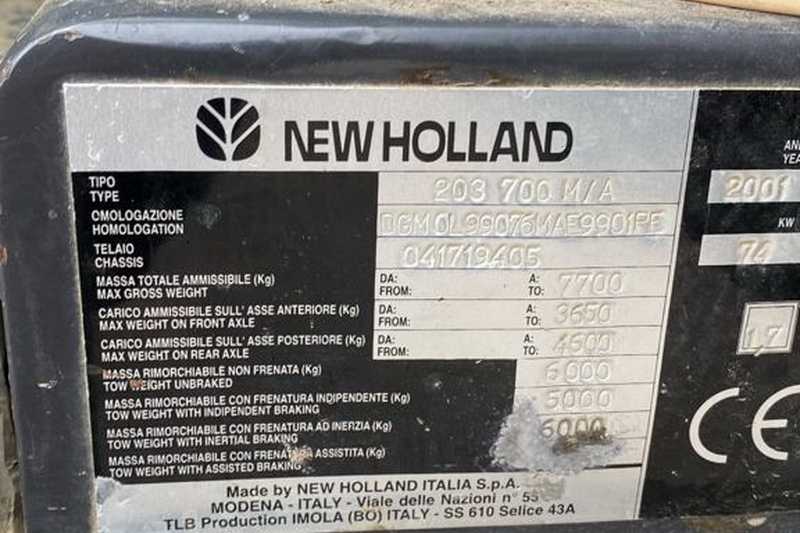 NEW HOLLAND
TIPO 203 700 M/A
TYPE
CMOLOGAZIONE
HOMOLOGATION
TELAIO 041719405
CHASSIS
MASSA TOTALE AMMISSIBILE (Kg) DA: A: 7700
MAX GROSS WEIGHT FROM: TO:
CARICO AMMISSIBILE SULL' ASSE ANTERIORE (Kg) DA: A: 3650
MAX WEIGHT ON FRONT AXLE FROM: TO:
CARICO AMMISSIBILE SULL' ASSE POSTERIORE (Kg) DA: A: 4600
MAX WEIGHT ON REAR AXLE FROM: TO:
MASSA RIMORCHIABILE NON FRENATA (Kg) 6000
TOW WEIGHT UNBRAKED
MASSA RIMORCHIABILE CON FRENATURA INDIPENDENTE (Kg) 5000
TOW WEIGHT WITH INDIPENDENT BRAKING
MASSA RIMORCHIABILE CON FRENATURA AD INERZIA (Kg) 6000
TOW WEIGHT WITH INERTIAL BRAKING
MASSA RIMORCHIABILE CON FRENATURA ASSISTITA (Kg)
TOW WEIGHT WITH ASSISTED BRAKING
Made by NEW HOLLAND ITALIA S.p.A.
MODENA - ITALY - Viale delle Nazioni n° 55
TLB Production IMOLA (BO) ITALY - SS 610 Selice 43A
2001
KW
74
1,7
CE